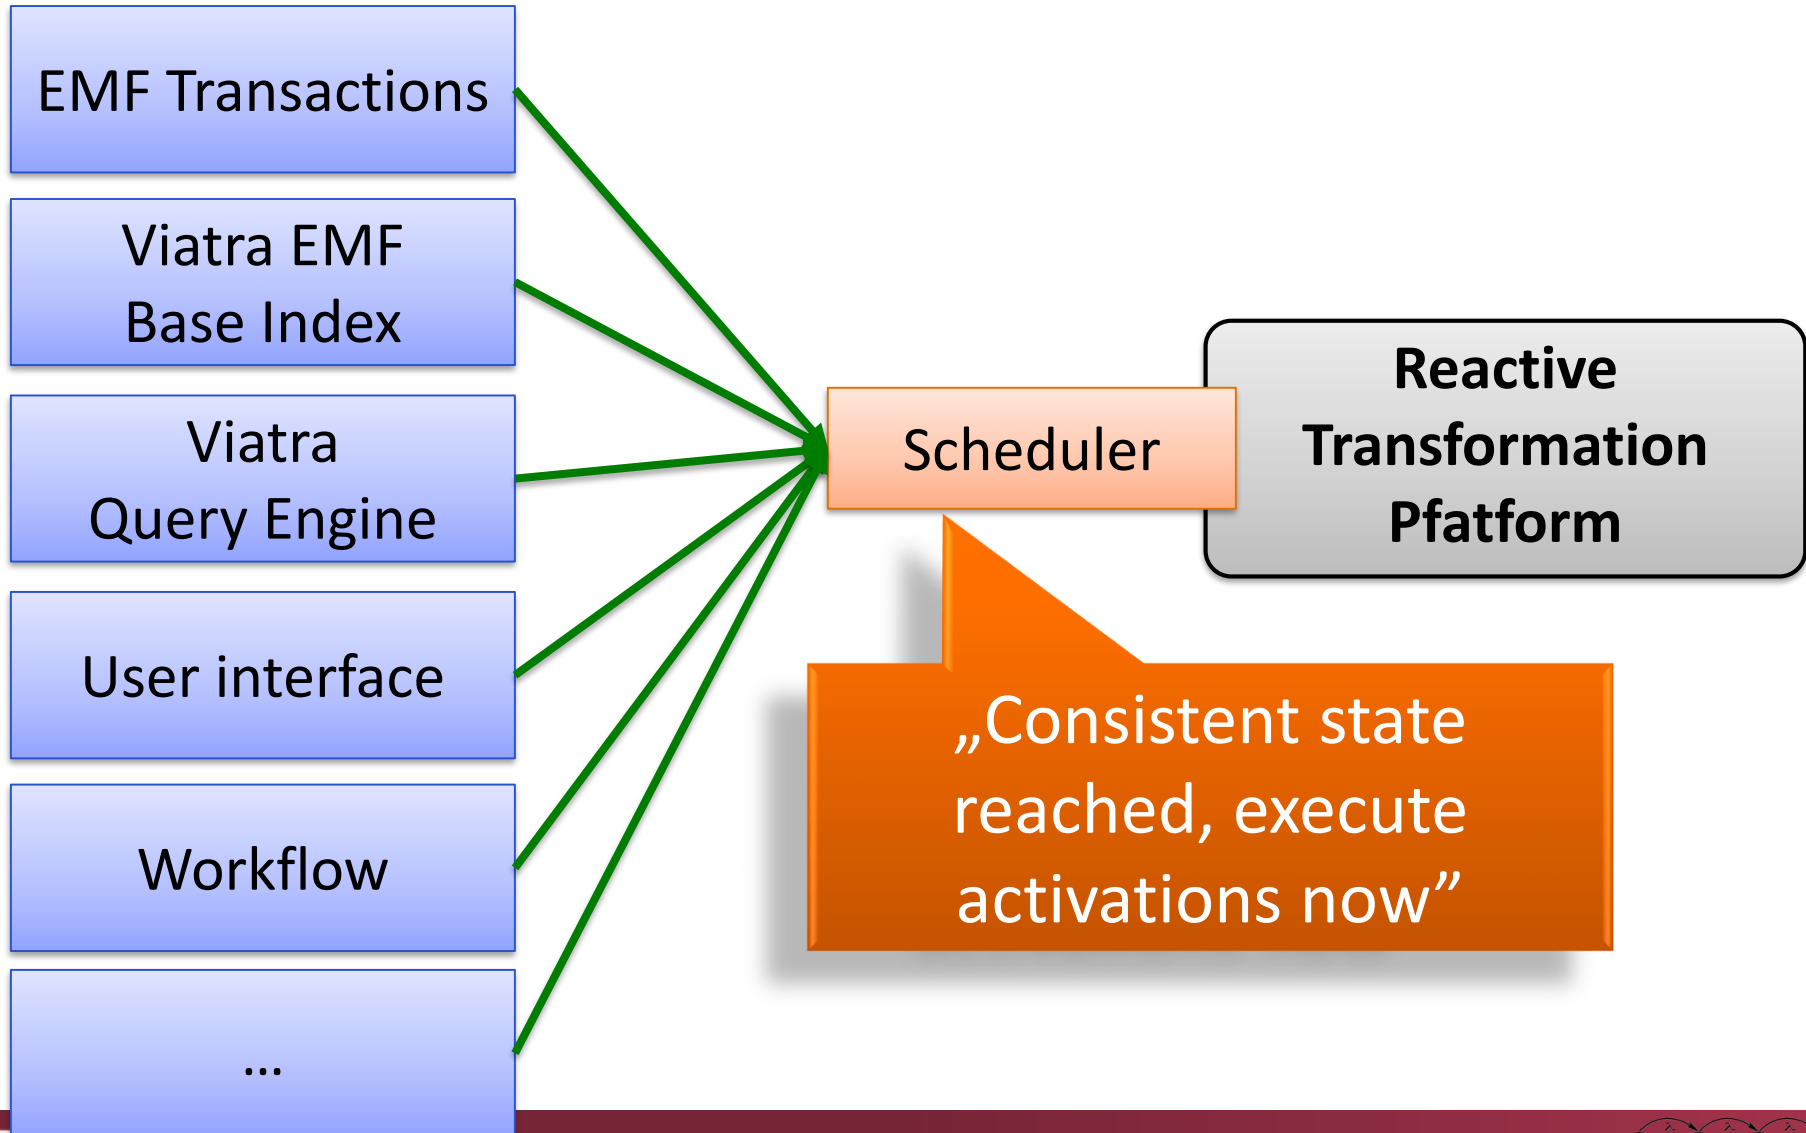 EMF Transactions
Viatra EMF
Base Index
Viatra
Query Engine
User interface
Workflow
...
Scheduler
Reactive
Transformation
Pfatform
„Consistent state
reached, execute
activations now”
λ λ λ